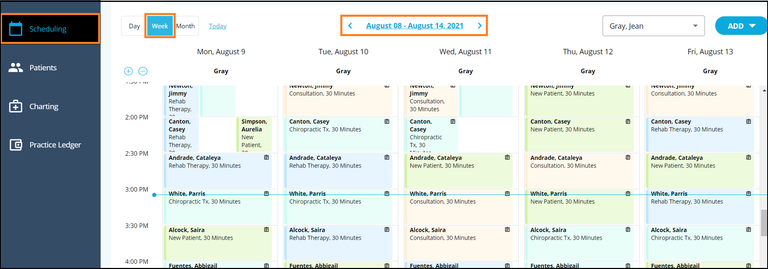 Scheduling
Patients
Charting
Practice Ledger
Day Week Month Today
August 08 - August 14, 2021
Gray, Jean
ADD
Mon, August 9 Tue, August 10 Wed, August 11 Thu, August 12 Fri, August 13
Gray Gray Gray Gray Gray
1:30 PM
Newton, Jimmy
Rehab
Therapy,
30
Newton, Jimmy
Consultation, 30 Minutes
Newton, Jimmy
Consultation,
30 Minutes
Newton, Jimmy
New Patient, 30 Minutes
Newton, Jimmy
Consultation, 30 Minutes
2:00 PM
Canton,
Casey
Rehab
Therapy, 30
Simpson,
Aurelia
New
Patient, 30
Canton, Casey
Chiropractic Tx, 30 Minutes
Canton,
Casey
Chiropractic
Tx, 30
Minutes
Canton, Casey
New Patient, 30 Minutes
Canton, Casey
Rehab Therapy, 30 Minutes
2:30 PM
Andrade, Cataleya
Rehab Therapy, 30 Minutes
Andrade, Cataleya
Rehab Therapy, 30 Minutes
Andrade, Cataleya
New Patient, 30 Minutes
Andrade, Cataleya
Consultation, 30 Minutes
Andrade, Cataleya
New Patient, 30 Minutes
3:00 PM
White, Parris
Chiropractic Tx, 30 Minutes
White, Parris
Chiropractic Tx, 30 Minutes
White, Parris
Consultation, 30 Minutes
White, Parris
New Patient, 30 Minutes
White, Parris
Rehab Therapy, 30 Minutes
3:30 PM
Alcock, Saira
New Patient, 30 Minutes
Alcock, Saira
Rehab Therapy, 30 Minutes
Alcock, Saira
Consultation, 30 Minutes
Alcock, Saira
Chiropractic Tx, 30 Minutes
Alcock, Saira
Chiropractic Tx, 30 Minutes
4:00 PM
Fuentes, Abbigail
Fuentes, Abbigail
Fuentes, Abbigail
Fuentes, Abbigail
Fuentes, Abbigail